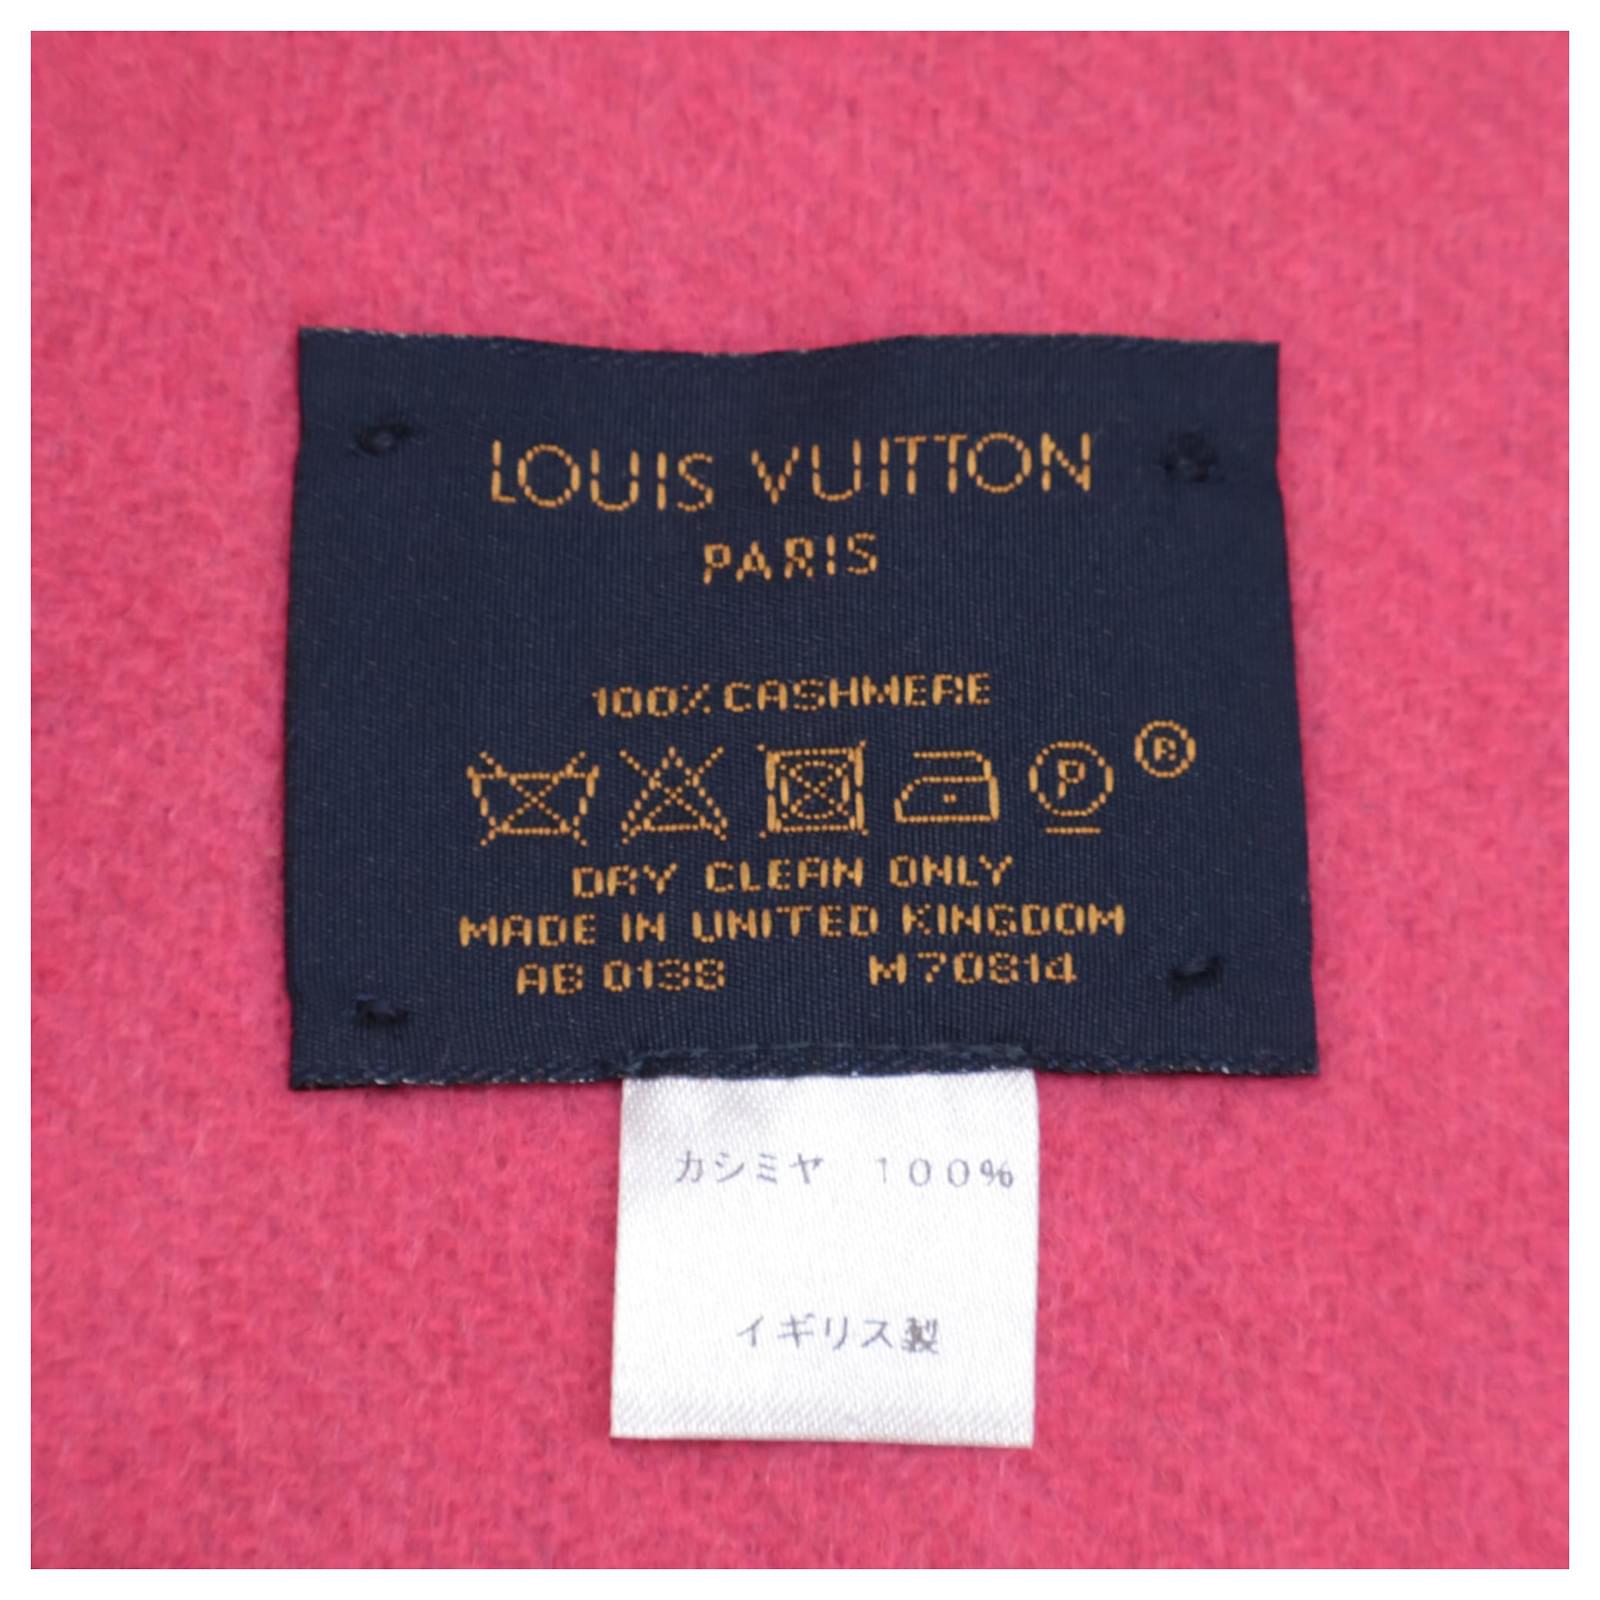 LOUIS VUITTON
PARIS
100% CASHMERE
P ®
DRY CLEAN ONLY
MADE IN UNITED KINGDOM
AB 0138 M70814
カシミヤ 100%
イギリス製